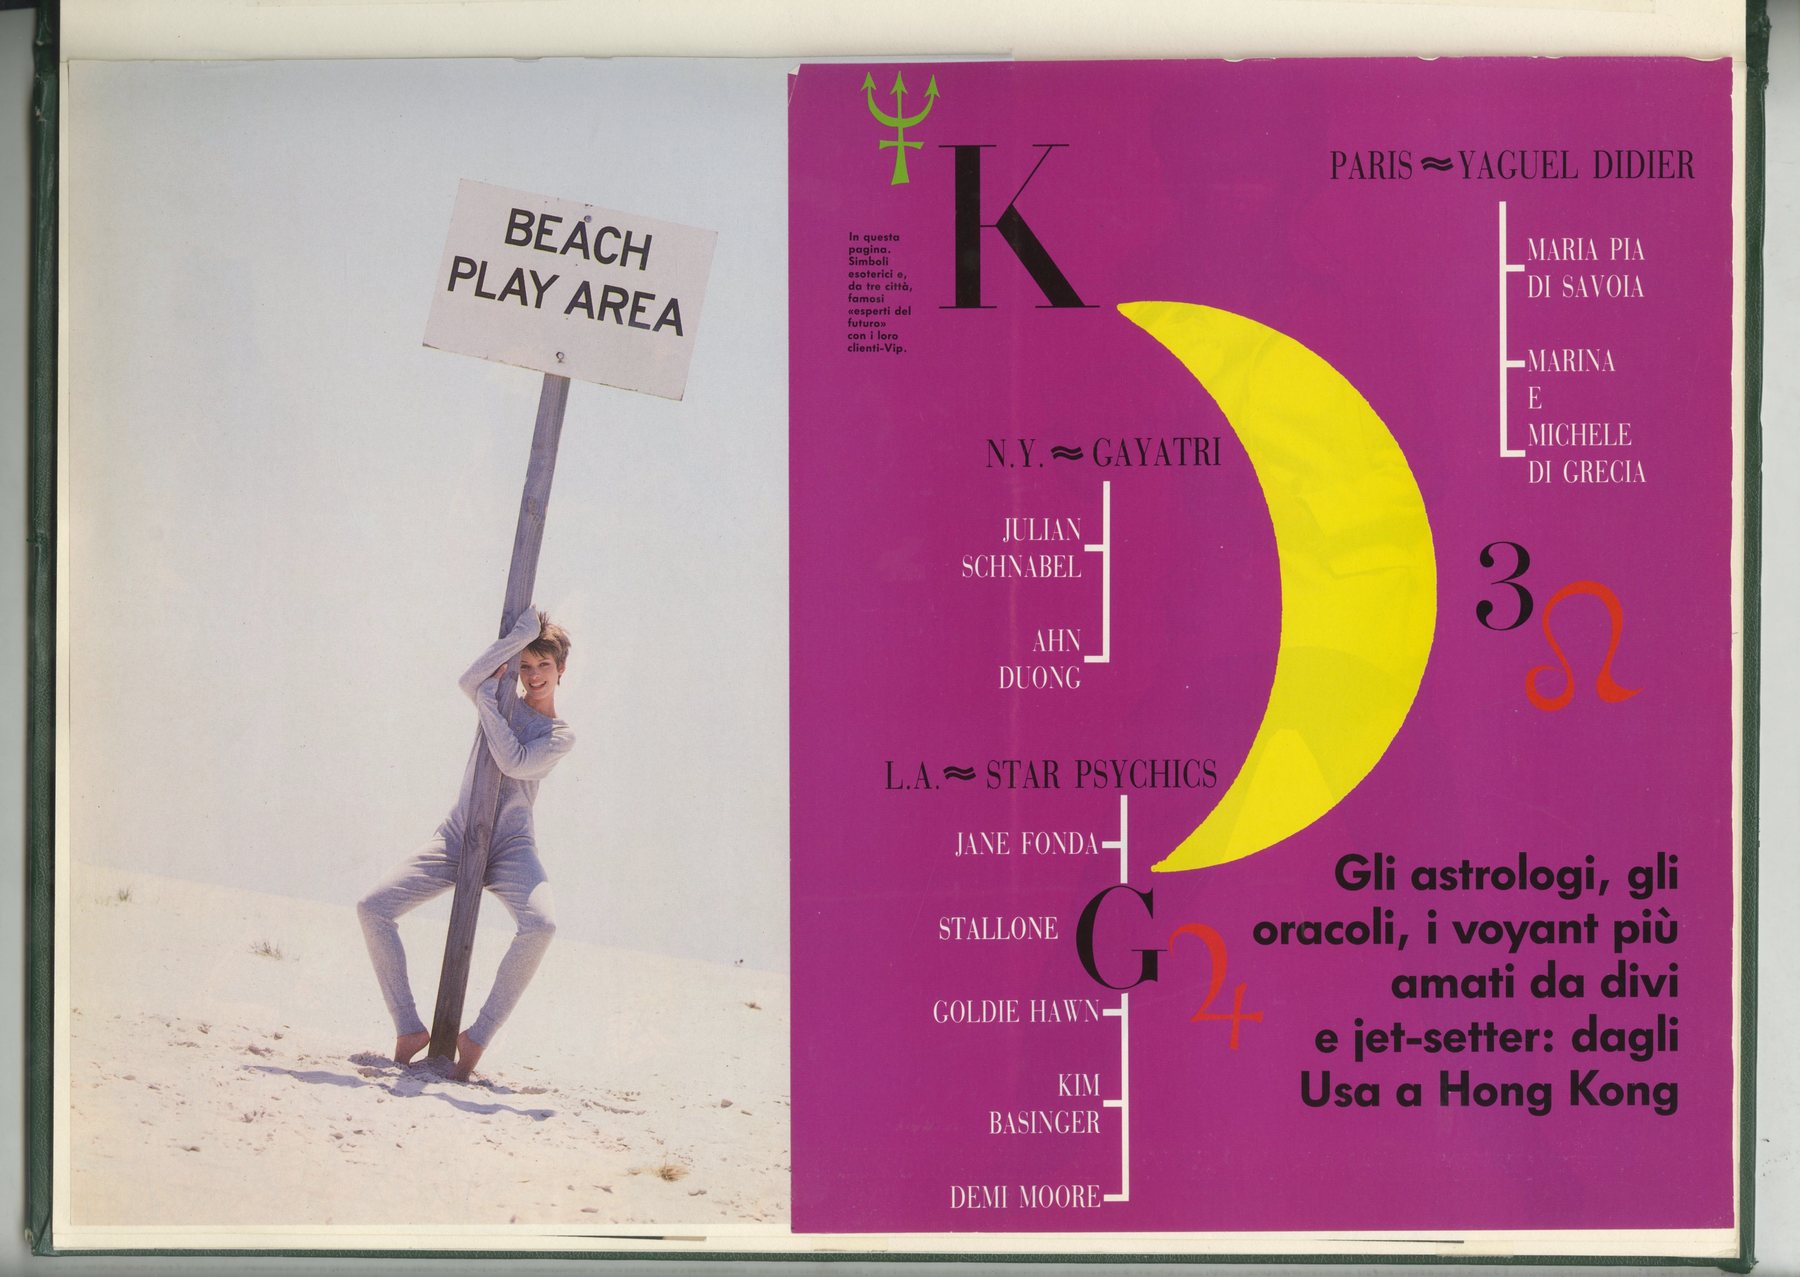 BEACH
PLAY AREA
K
In questa
pagina.
Simboli
esoterici e,
da tre città,
famosi
«esperti del
futuro»
con i loro
clienti-Vip.
PARIS ≈ YAGUEL DIDIER
MARIA PIA
DI SAVOIA
MARINA
E
MICHELE
DI GRECIA
N.Y. ≈ GAYATRI
JULIAN
SCHNABEL
AHN
DUONG
3
L.A. ≈ STAR PSYCHICS
JANE FONDA
STALLONE
G
GOLDIE HAWN
KIM
BASINGER
DEMI MOORE
Gli astrologi, gli
oracoli, i voyant più
amati da divi
e jet-setter: dagli
Usa a Hong Kong